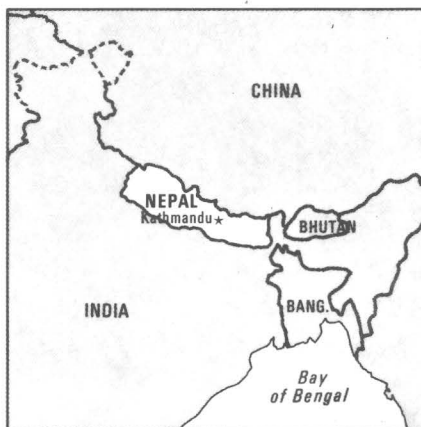 CHINA
NEPAL
Kathmandu
BHUTAN
INDIA
BANG.
Bay
of Bengal